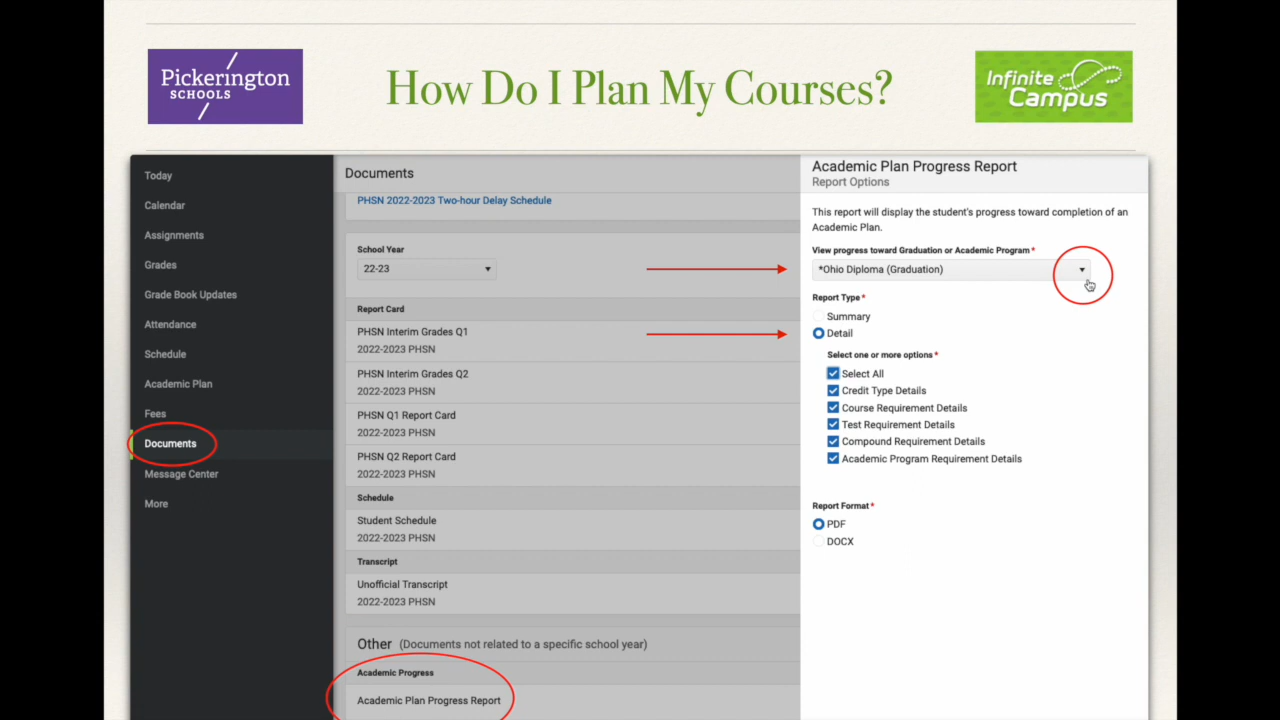 Pickerington
SCHOOLS
How Do I Plan My Courses?
Infinite
Campus
Today
Calendar
Assignments
Grades
Grade Book Updates
Attendance
Schedule
Academic Plan
Fees
Documents
Message Center
More
Documents
PHSN 2022-2023 Two-hour Delay Schedule
School Year
22-23
Report Card
PHSN Interim Grades Q1
2022-2023 PHSN
PHSN Interim Grades Q2
2022-2023 PHSN
PHSN Q1 Report Card
2022-2023 PHSN
PHSN Q2 Report Card
2022-2023 PHSN
Schedule
Student Schedule
2022-2023 PHSN
Transcript
Unofficial Transcript
2022-2023 PHSN
Other (Documents not related to a specific school year)
Academic Progress
Academic Plan Progress Report
Academic Plan Progress Report
Report Options
This report will display the student's progress toward completion of an
Academic Plan.
View progress toward Graduation or Academic Program *
*Ohio Diploma (Graduation)
Report Type *
Summary
Detail
Select one or more options *
Select All
Credit Type Details
Course Requirement Details
Test Requirement Details
Compound Requirement Details
Academic Program Requirement Details
Report Format *
PDF
DOCX